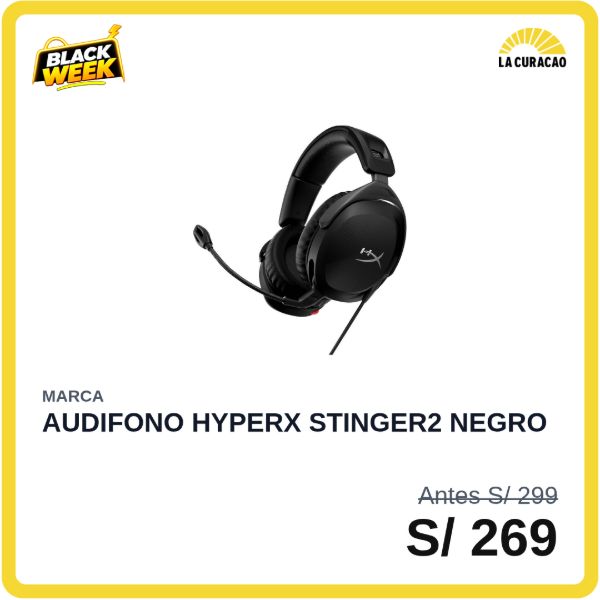 BLACK
WEEK
LA CURACAO
MARCA
AUDIFONO HYPERX STINGER2 NEGRO
Antes S/ 299
S/ 269